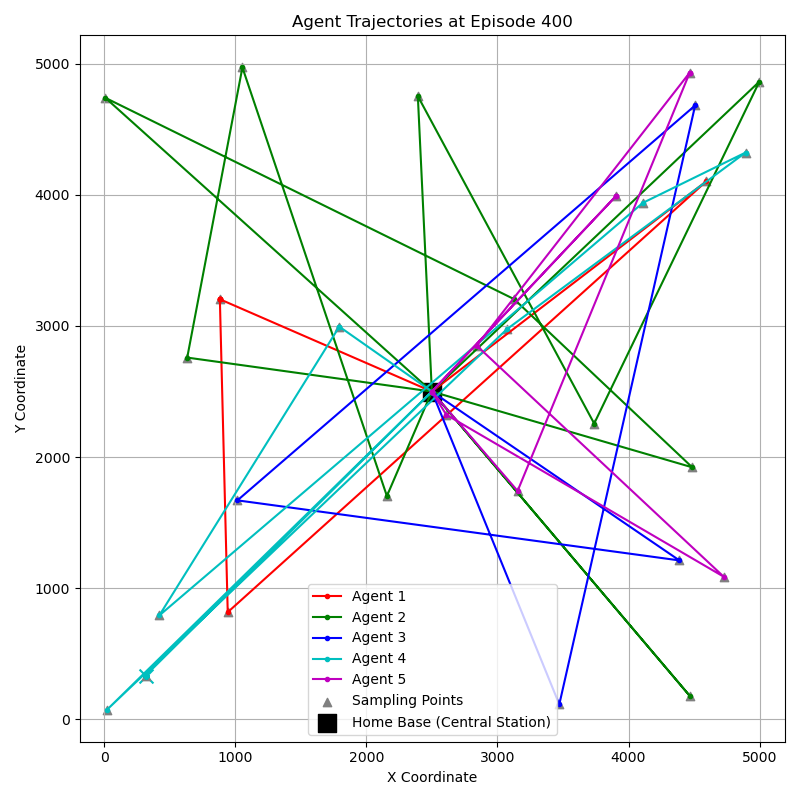 Agent Trajectories at Episode 400
Y Coordinate
5000
4000
3000
2000
1000
0
Agent 1
Agent 2
Agent 3
Agent 4
Agent 5
Sampling Points
Home Base (Central Station)
0 1000 2000 3000 4000 5000
X Coordinate